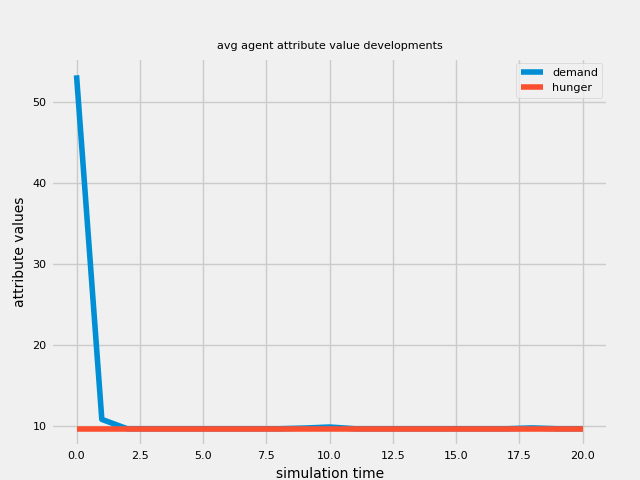 avg agent attribute value developments
demand
hunger
50
40
30
20
10
attribute values
0.0 2.5 5.0 7.5 10.0 12.5 15.0 17.5 20.0
simulation time